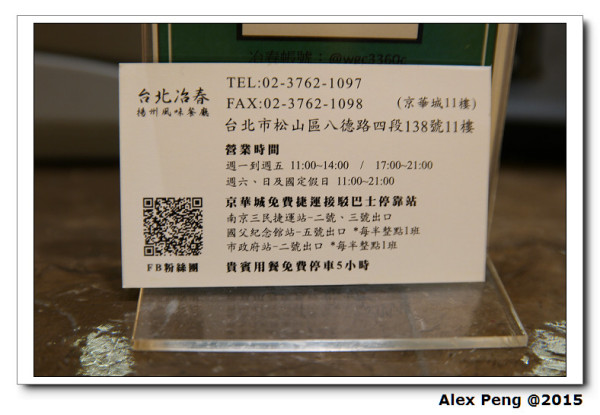 冶春帳號：@wpc3360c
台北冶春
揚州風味餐廳
TEL:02-3762-1097
FAX:02-3762-1098 (京華城11樓)
台北市松山區八德路四段138號11樓
營業時間
週一到週五 11:00~14:00 / 17:00~21:00
週六、日及國定假日 11:00~21:00
京華城免費捷運接駁巴士停靠站
南京三民捷運站-二號、三號出口
國父紀念館站-五號出口 *每半整點1班
市政府站-二號出口 *每半整點1班
貴賓用餐免費停車5小時
FB粉絲團
Alex Peng @2015